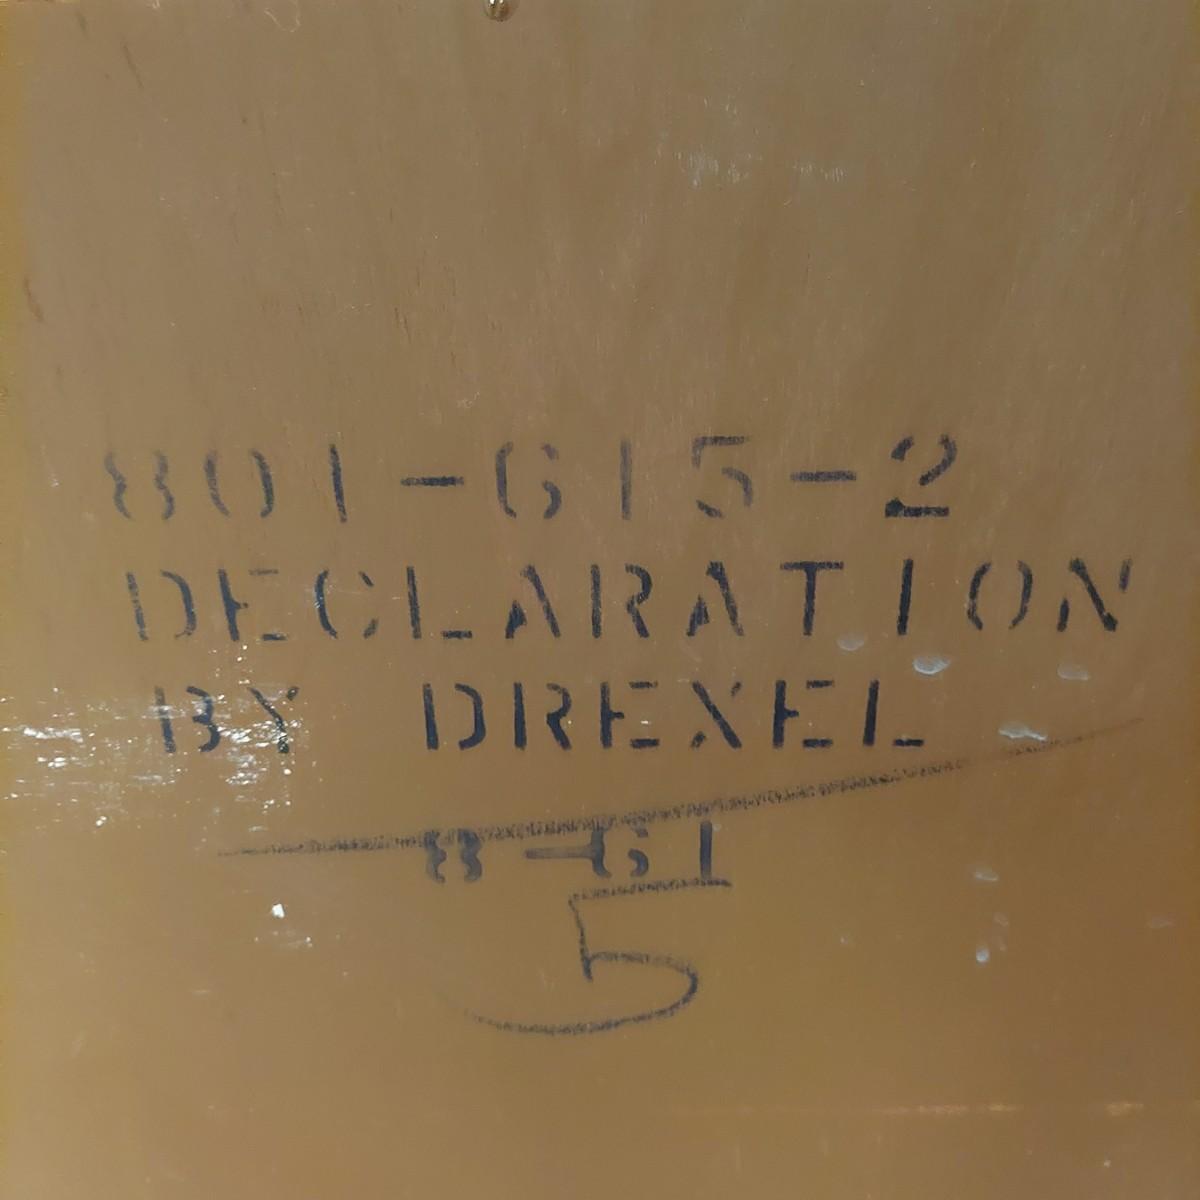 801-615-2
DECLARATION
BY DREXEL
8-61
5